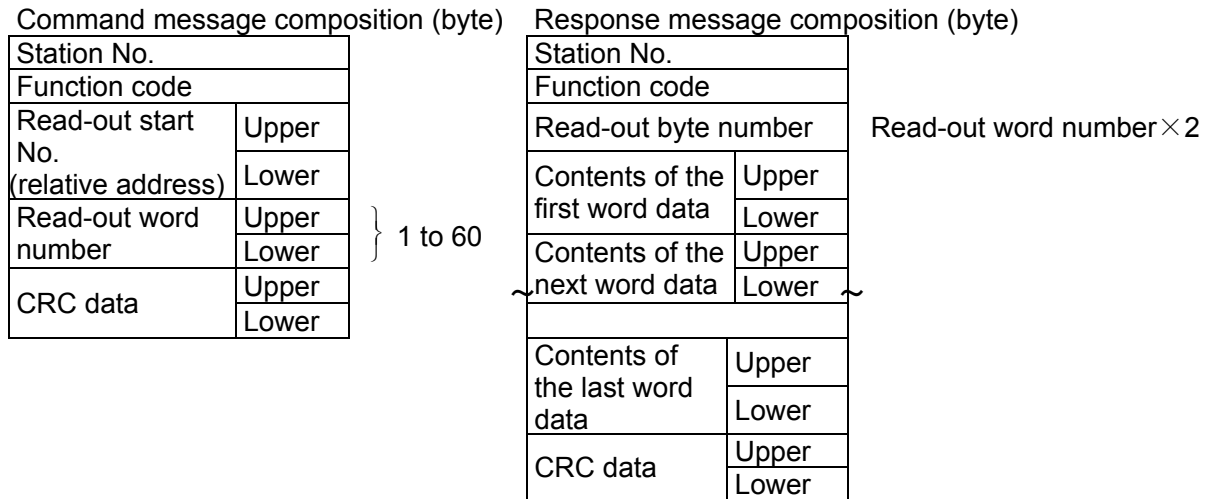 Command message composition (byte)
Station No.
Function code
Read-out start
No.
(relative address)
Upper
Lower
Read-out word
number
Upper
Lower
} 1 to 60
CRC data
Upper
Lower
Response message composition (byte)
Station No.
Function code
Read-out byte number
Read-out word number×2
Contents of the
first word data
Upper
Lower
Contents of the
next word data
Upper
Lower
~ ~
Contents of
the last word
data
Upper
Lower
CRC data
Upper
Lower